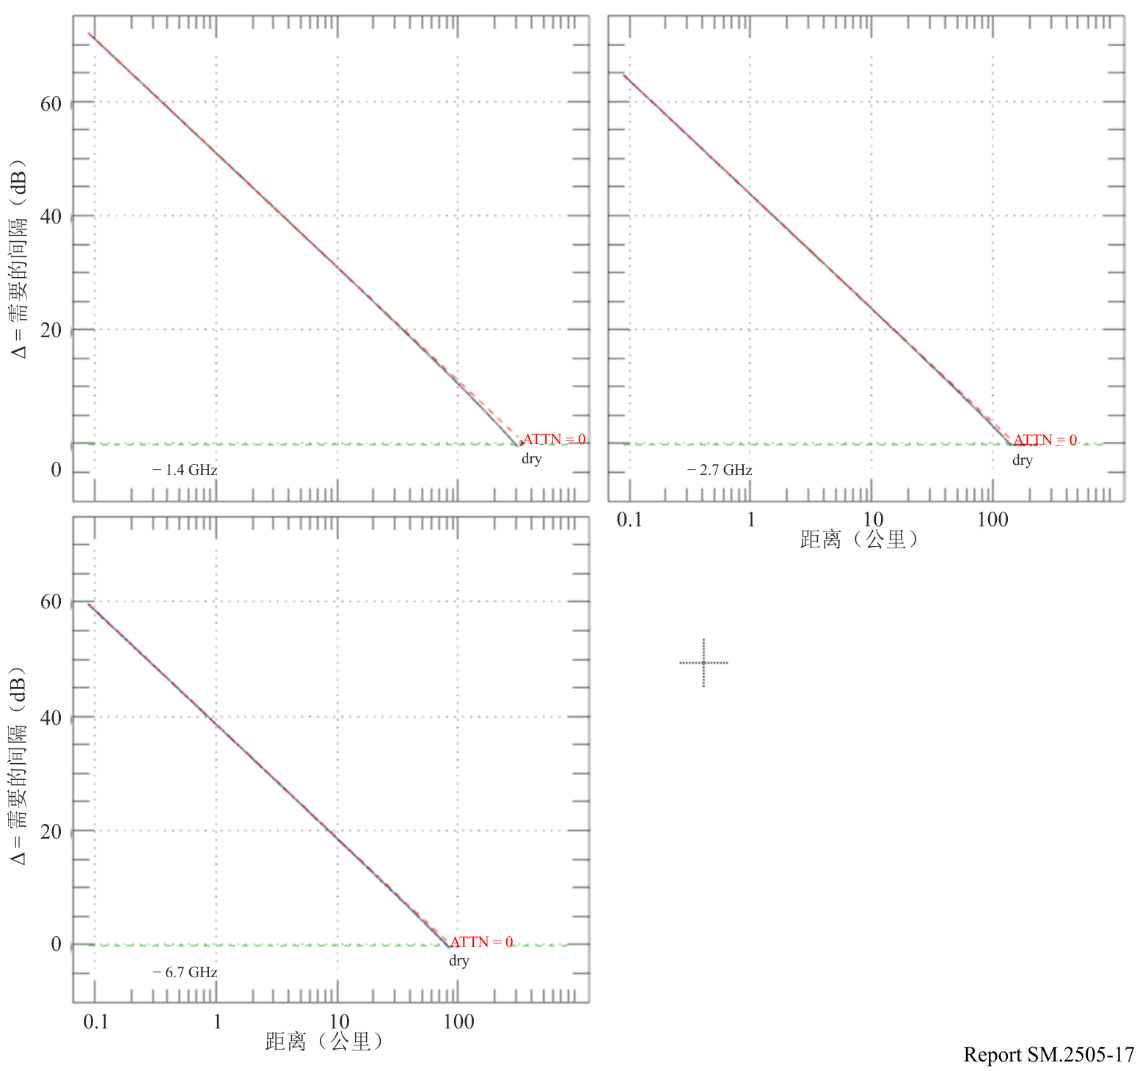 60
40
20
0
Δ = 需要的间隔（dB）
ATTN = 0
dry
− 1.4 GHz
ATTN = 0
dry
− 2.7 GHz
0.1 1 10 100
距离（公里）
60
40
20
0
Δ = 需要的间隔（dB）
ATTN = 0
dry
− 6.7 GHz
0.1 1 10 100
距离（公里）
Report SM.2505-17